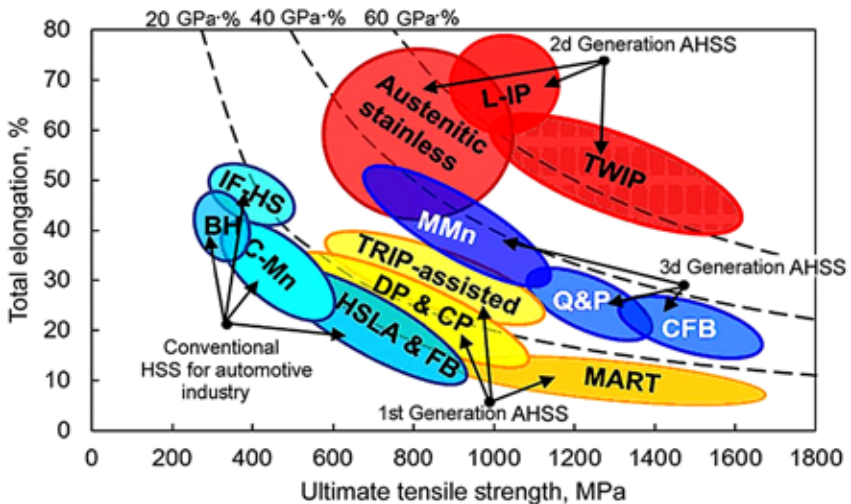 20 GPa·% 40 GPa·% 60 GPa·%
80
70
60
50
40
30
20
10
0
Total elongation, %
2d Generation AHSS
L-IP
Austenitic
stainless
TWIP
IF-HS
BH
MMn
C-Mn
TRIP-assisted
3d Generation AHSS
DP & CP
Q&P
HSLA & FB
CFB
Conventional
HSS for automotive
industry
MART
1st Generation AHSS
0 200 400 600 800 1000 1200 1400 1600 1800
Ultimate tensile strength, MPa